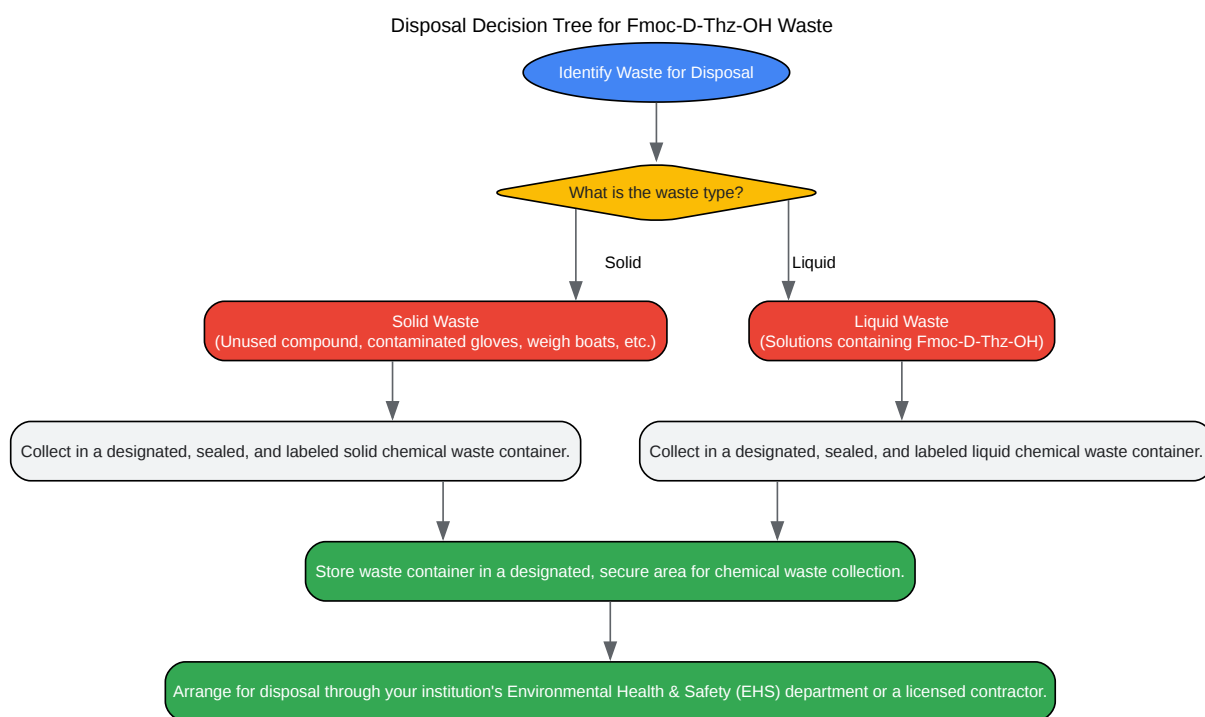 Disposal Decision Tree for Fmoc-D-Thz-OH Waste
Identify Waste for Disposal
What is the waste type?
Solid
Liquid
Solid Waste
(Unused compound, contaminated gloves, weigh boats, etc.)
Liquid Waste
(Solutions containing Fmoc-D-Thz-OH)
Collect in a designated, sealed, and labeled solid chemical waste container.
Collect in a designated, sealed, and labeled liquid chemical waste container.
Store waste container in a designated, secure area for chemical waste collection.
Arrange for disposal through your institution's Environmental Health & Safety (EHS) department or a licensed contractor.